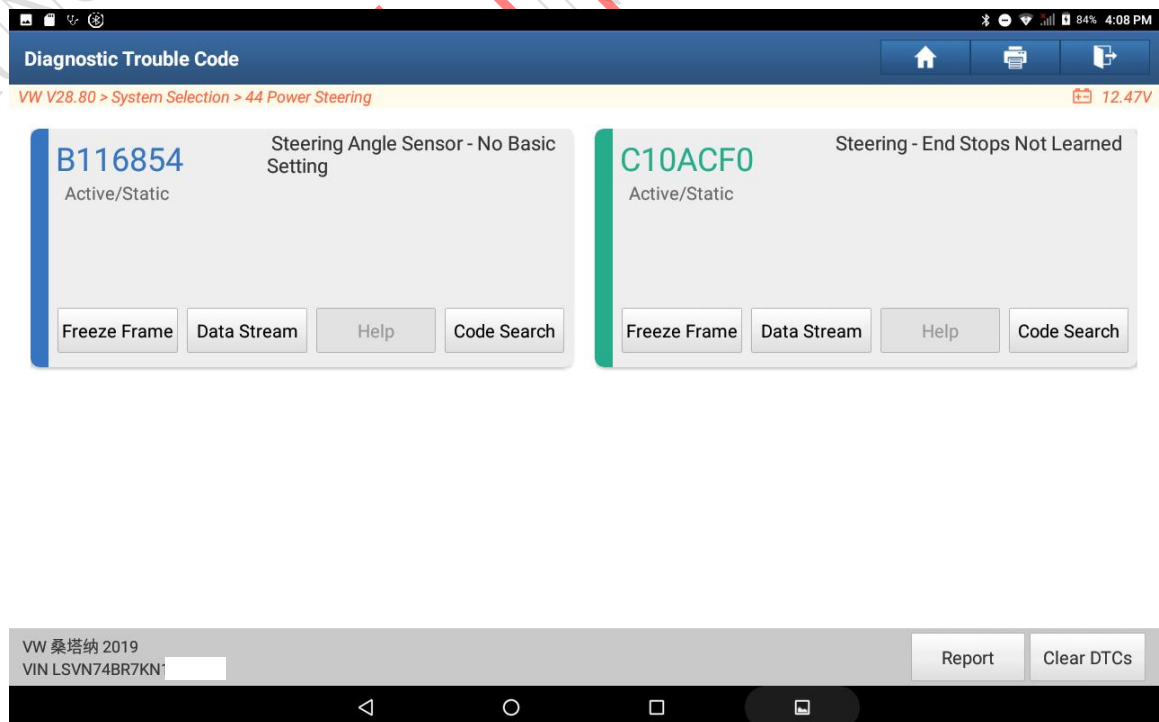 84% 4:08 PM
Diagnostic Trouble Code
VW V28.80 > System Selection > 44 Power Steering
12.47V
B116854
Steering Angle Sensor - No Basic
Setting
Active/Static
Freeze Frame
Data Stream
Help
Code Search
C10ACF0
Steering - End Stops Not Learned
Active/Static
Freeze Frame
Data Stream
Help
Code Search
VW 桑塔纳 2019
VIN LSVN74BR7KN1
Report
Clear DTCs